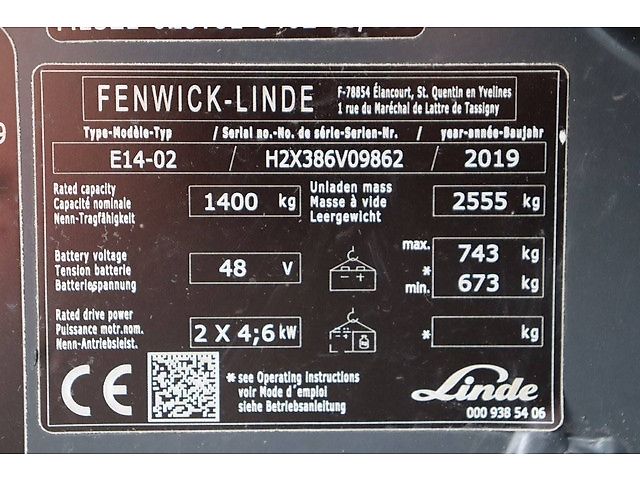 FENWICK-LINDE
F-78854 Élancourt, St. Quentin en Yvelines
1 rue du Maréchal de Lattre de Tassigny
Type-Modèle-Typ / Serial no.-No. de série-Serien-Nr. / year-année-Baujahr
E14-02 / H2X386V09862 / 2019
Rated capacity
Capacité nominale
Nenn-Tragfähigkeit
1400 kg
Unladen mass
Masse à vide
Leergewicht
2555 kg
Battery voltage
Tension batterie
Batteriespannung
48 V
max. 743 kg
*
min. 673 kg
Rated drive power
Puissance motr.nom.
Nenn-Antriebsleist.
2 X 4;6 kW
* kg
CE
* see Operating Instructions
voir Mode d'emploi
siehe Betriebsanleitung
Linde
000 938 54 06